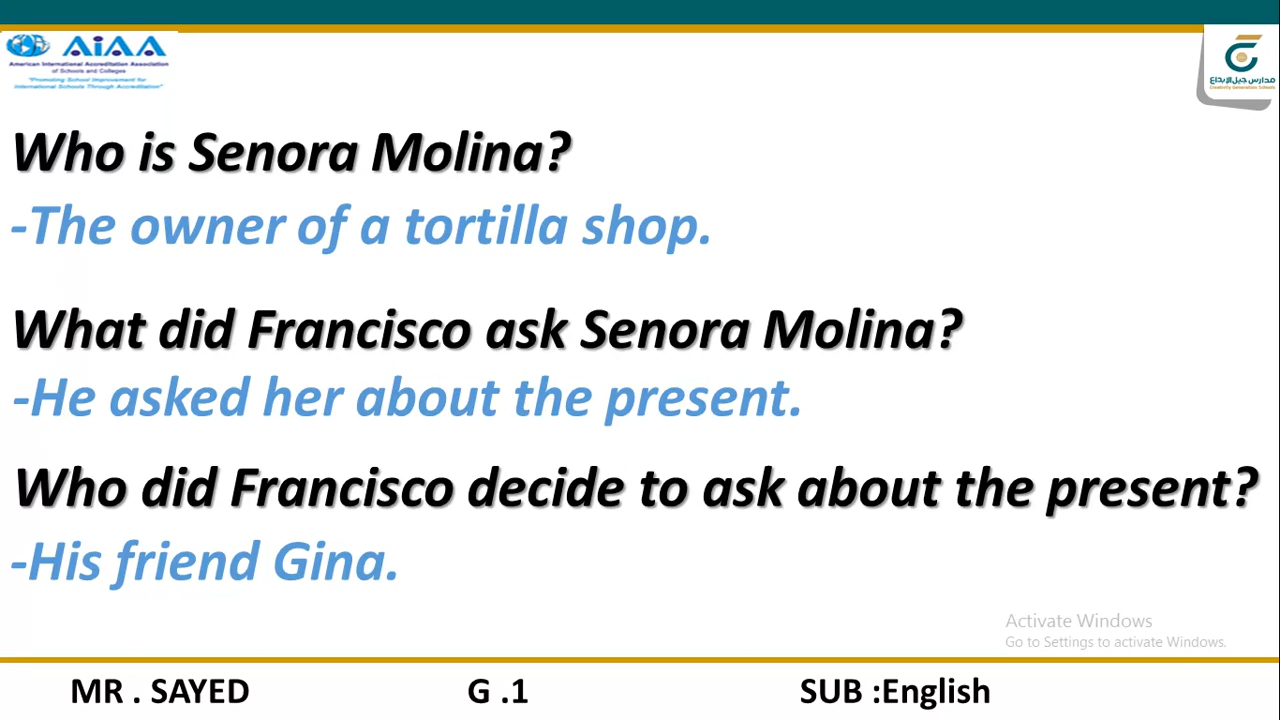 AiAA
American International Accreditation Association
of Schools and Colleges
"Promoting School Improvement for
International Schools Through Accreditation"
مدارس جيل الإبداع
Creativity Generation Schools
Who is Senora Molina?
-The owner of a tortilla shop.
What did Francisco ask Senora Molina?
-He asked her about the present.
Who did Francisco decide to ask about the present?
-His friend Gina.
Activate Windows
Go to Settings to activate Windows.
MR . SAYED G .1 SUB :English